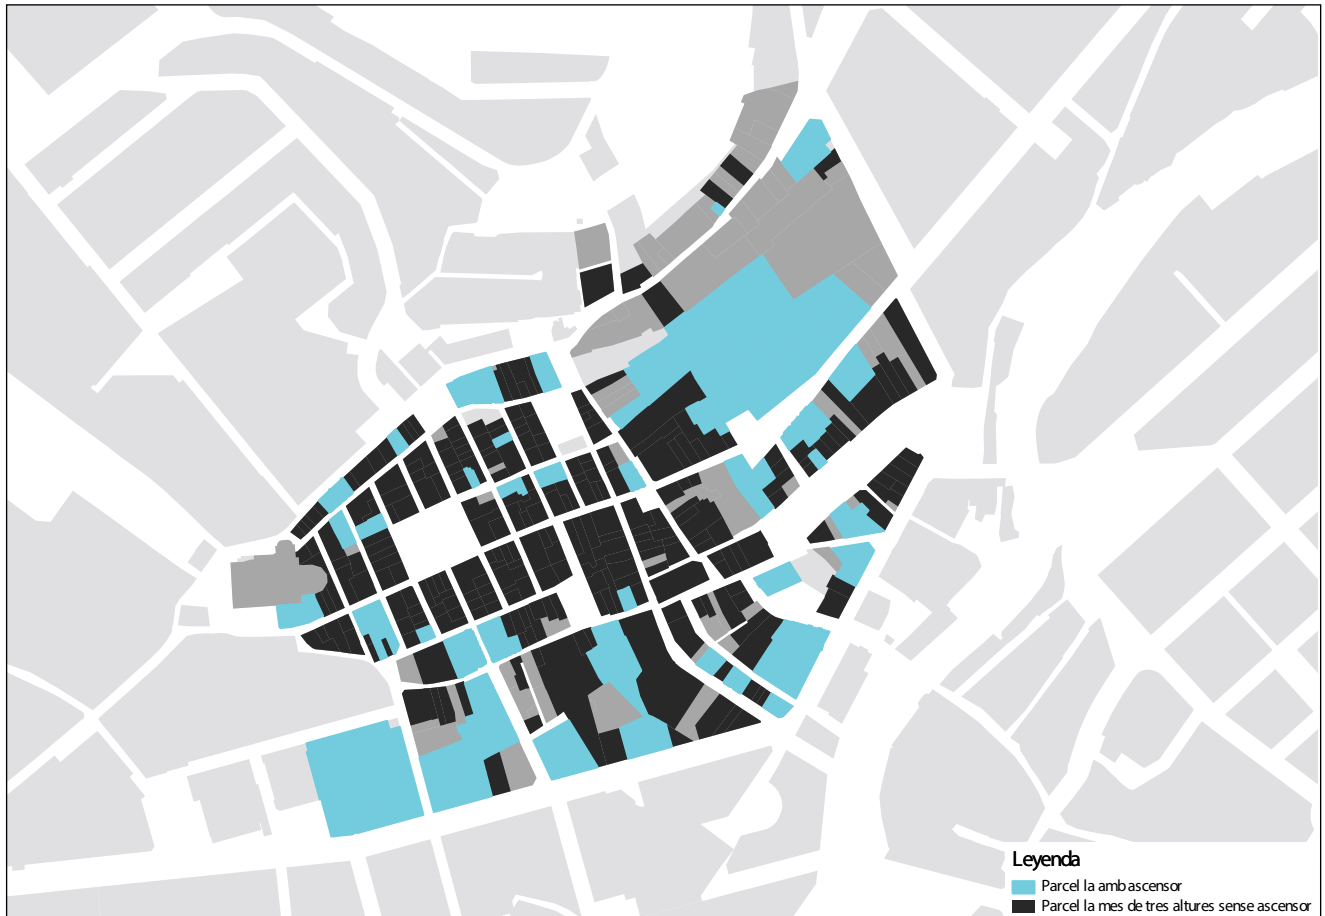 Leyenda
Parcel la amb ascensor
Parcel la mes de tres altures sense ascensor